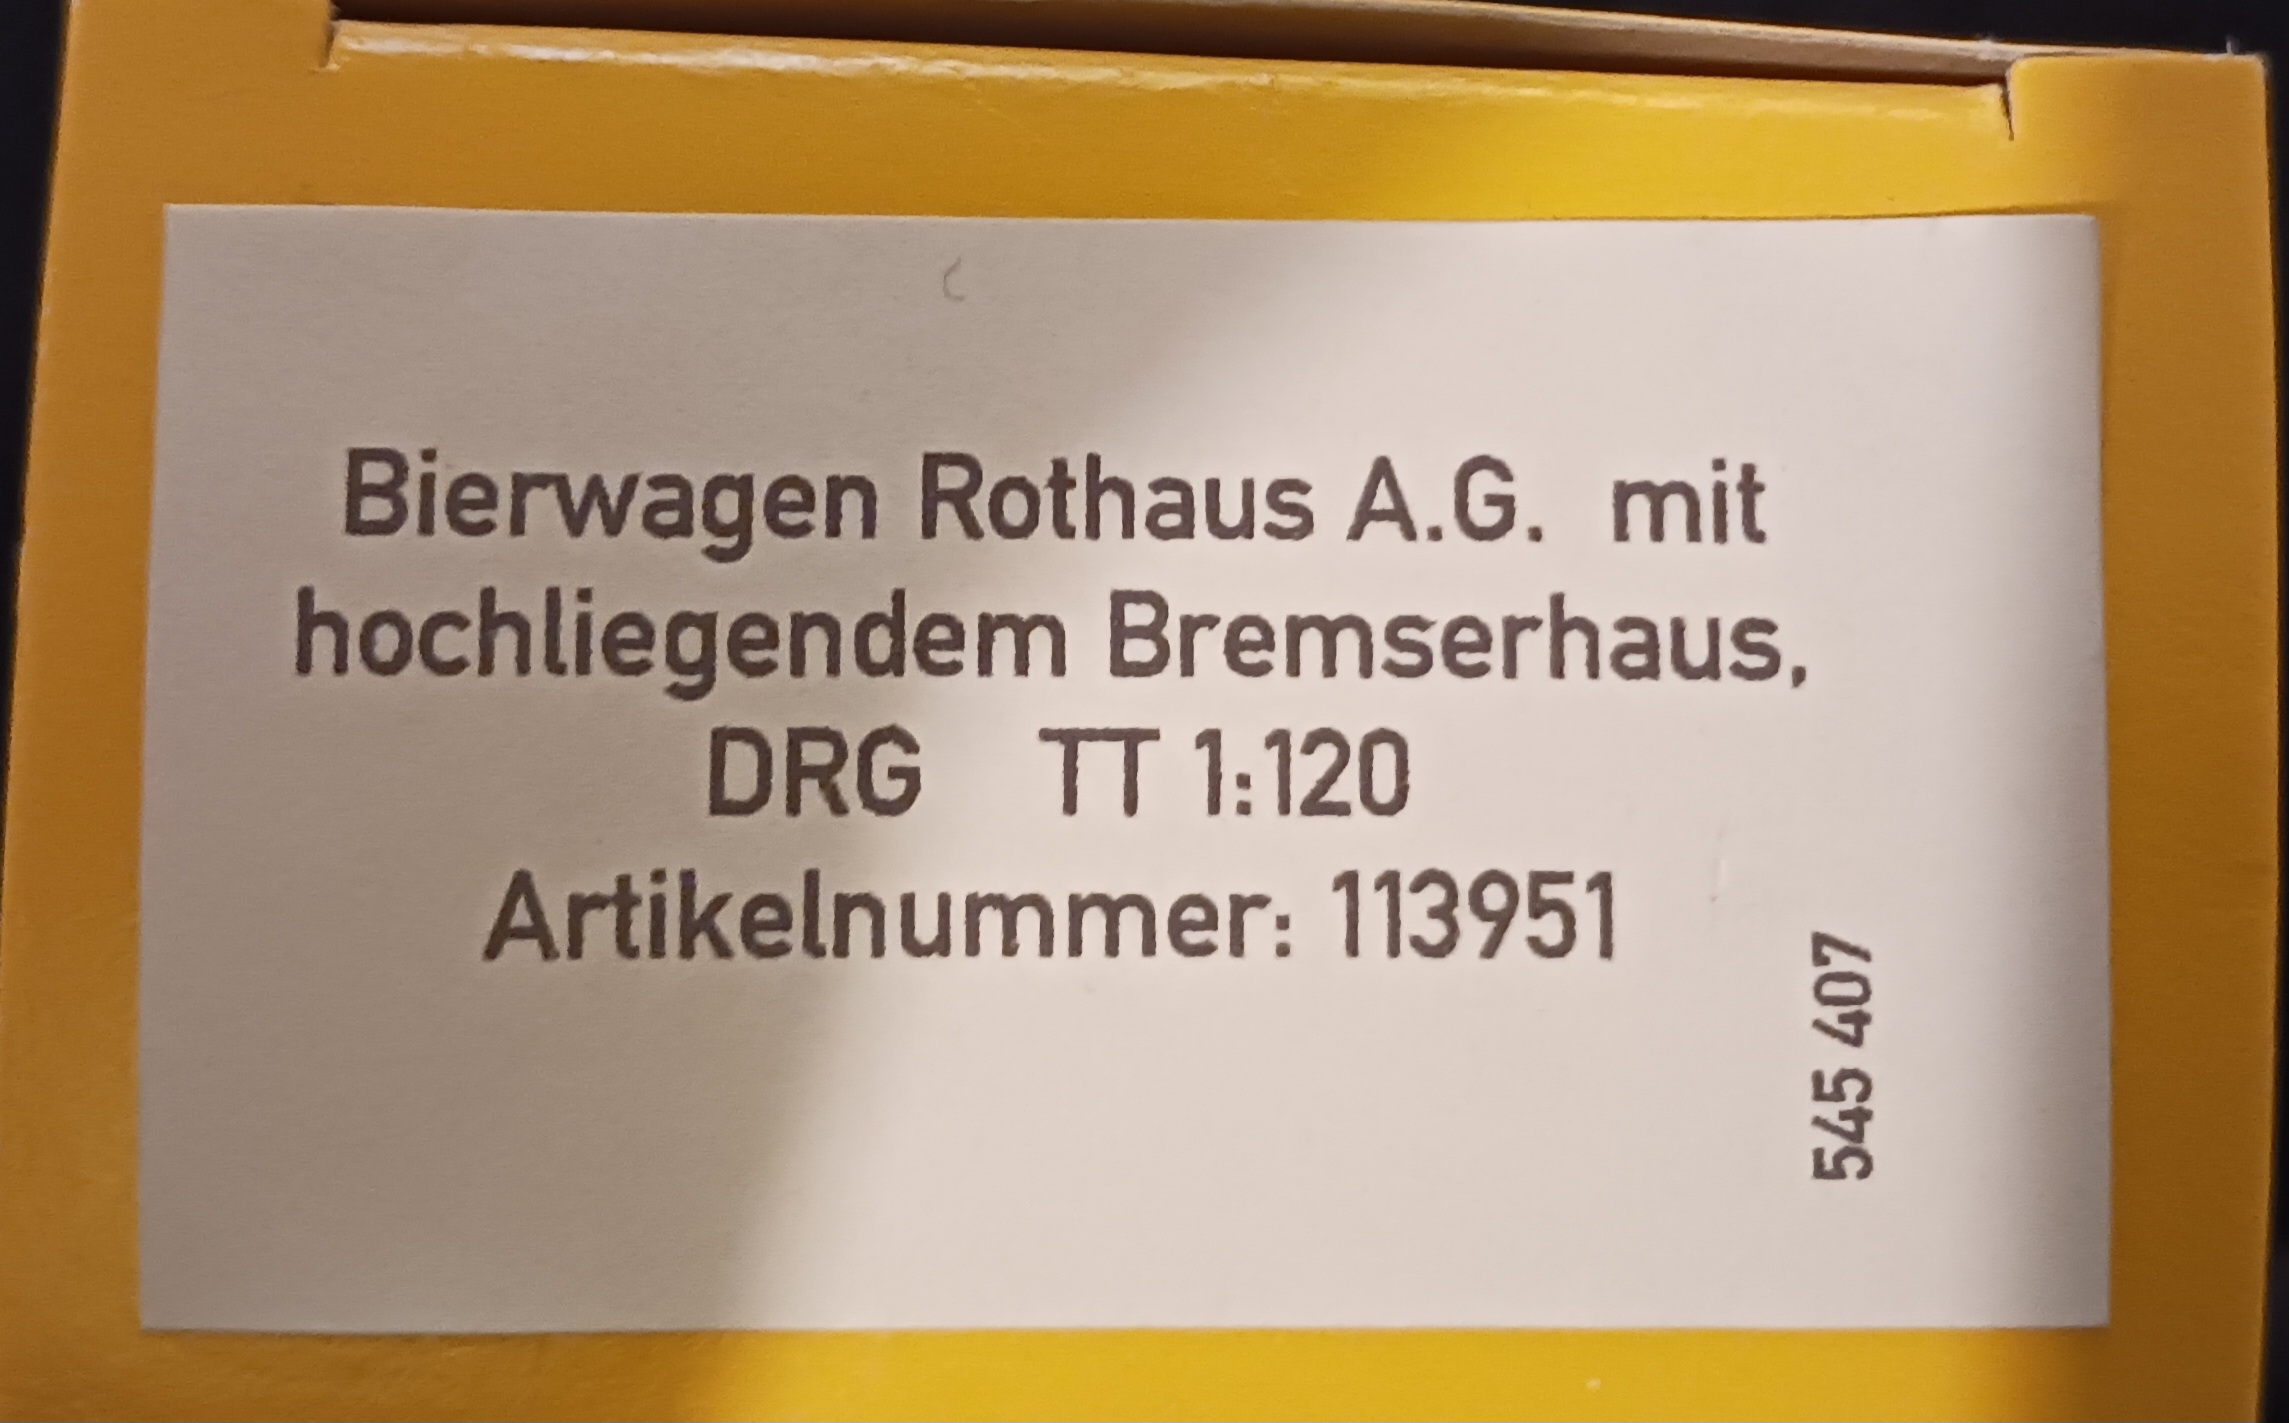 Bierwagen Rothaus A.G. mit
hochliegendem Bremserhaus,
DRG TT 1:120
Artikelnummer: 113951
545 407